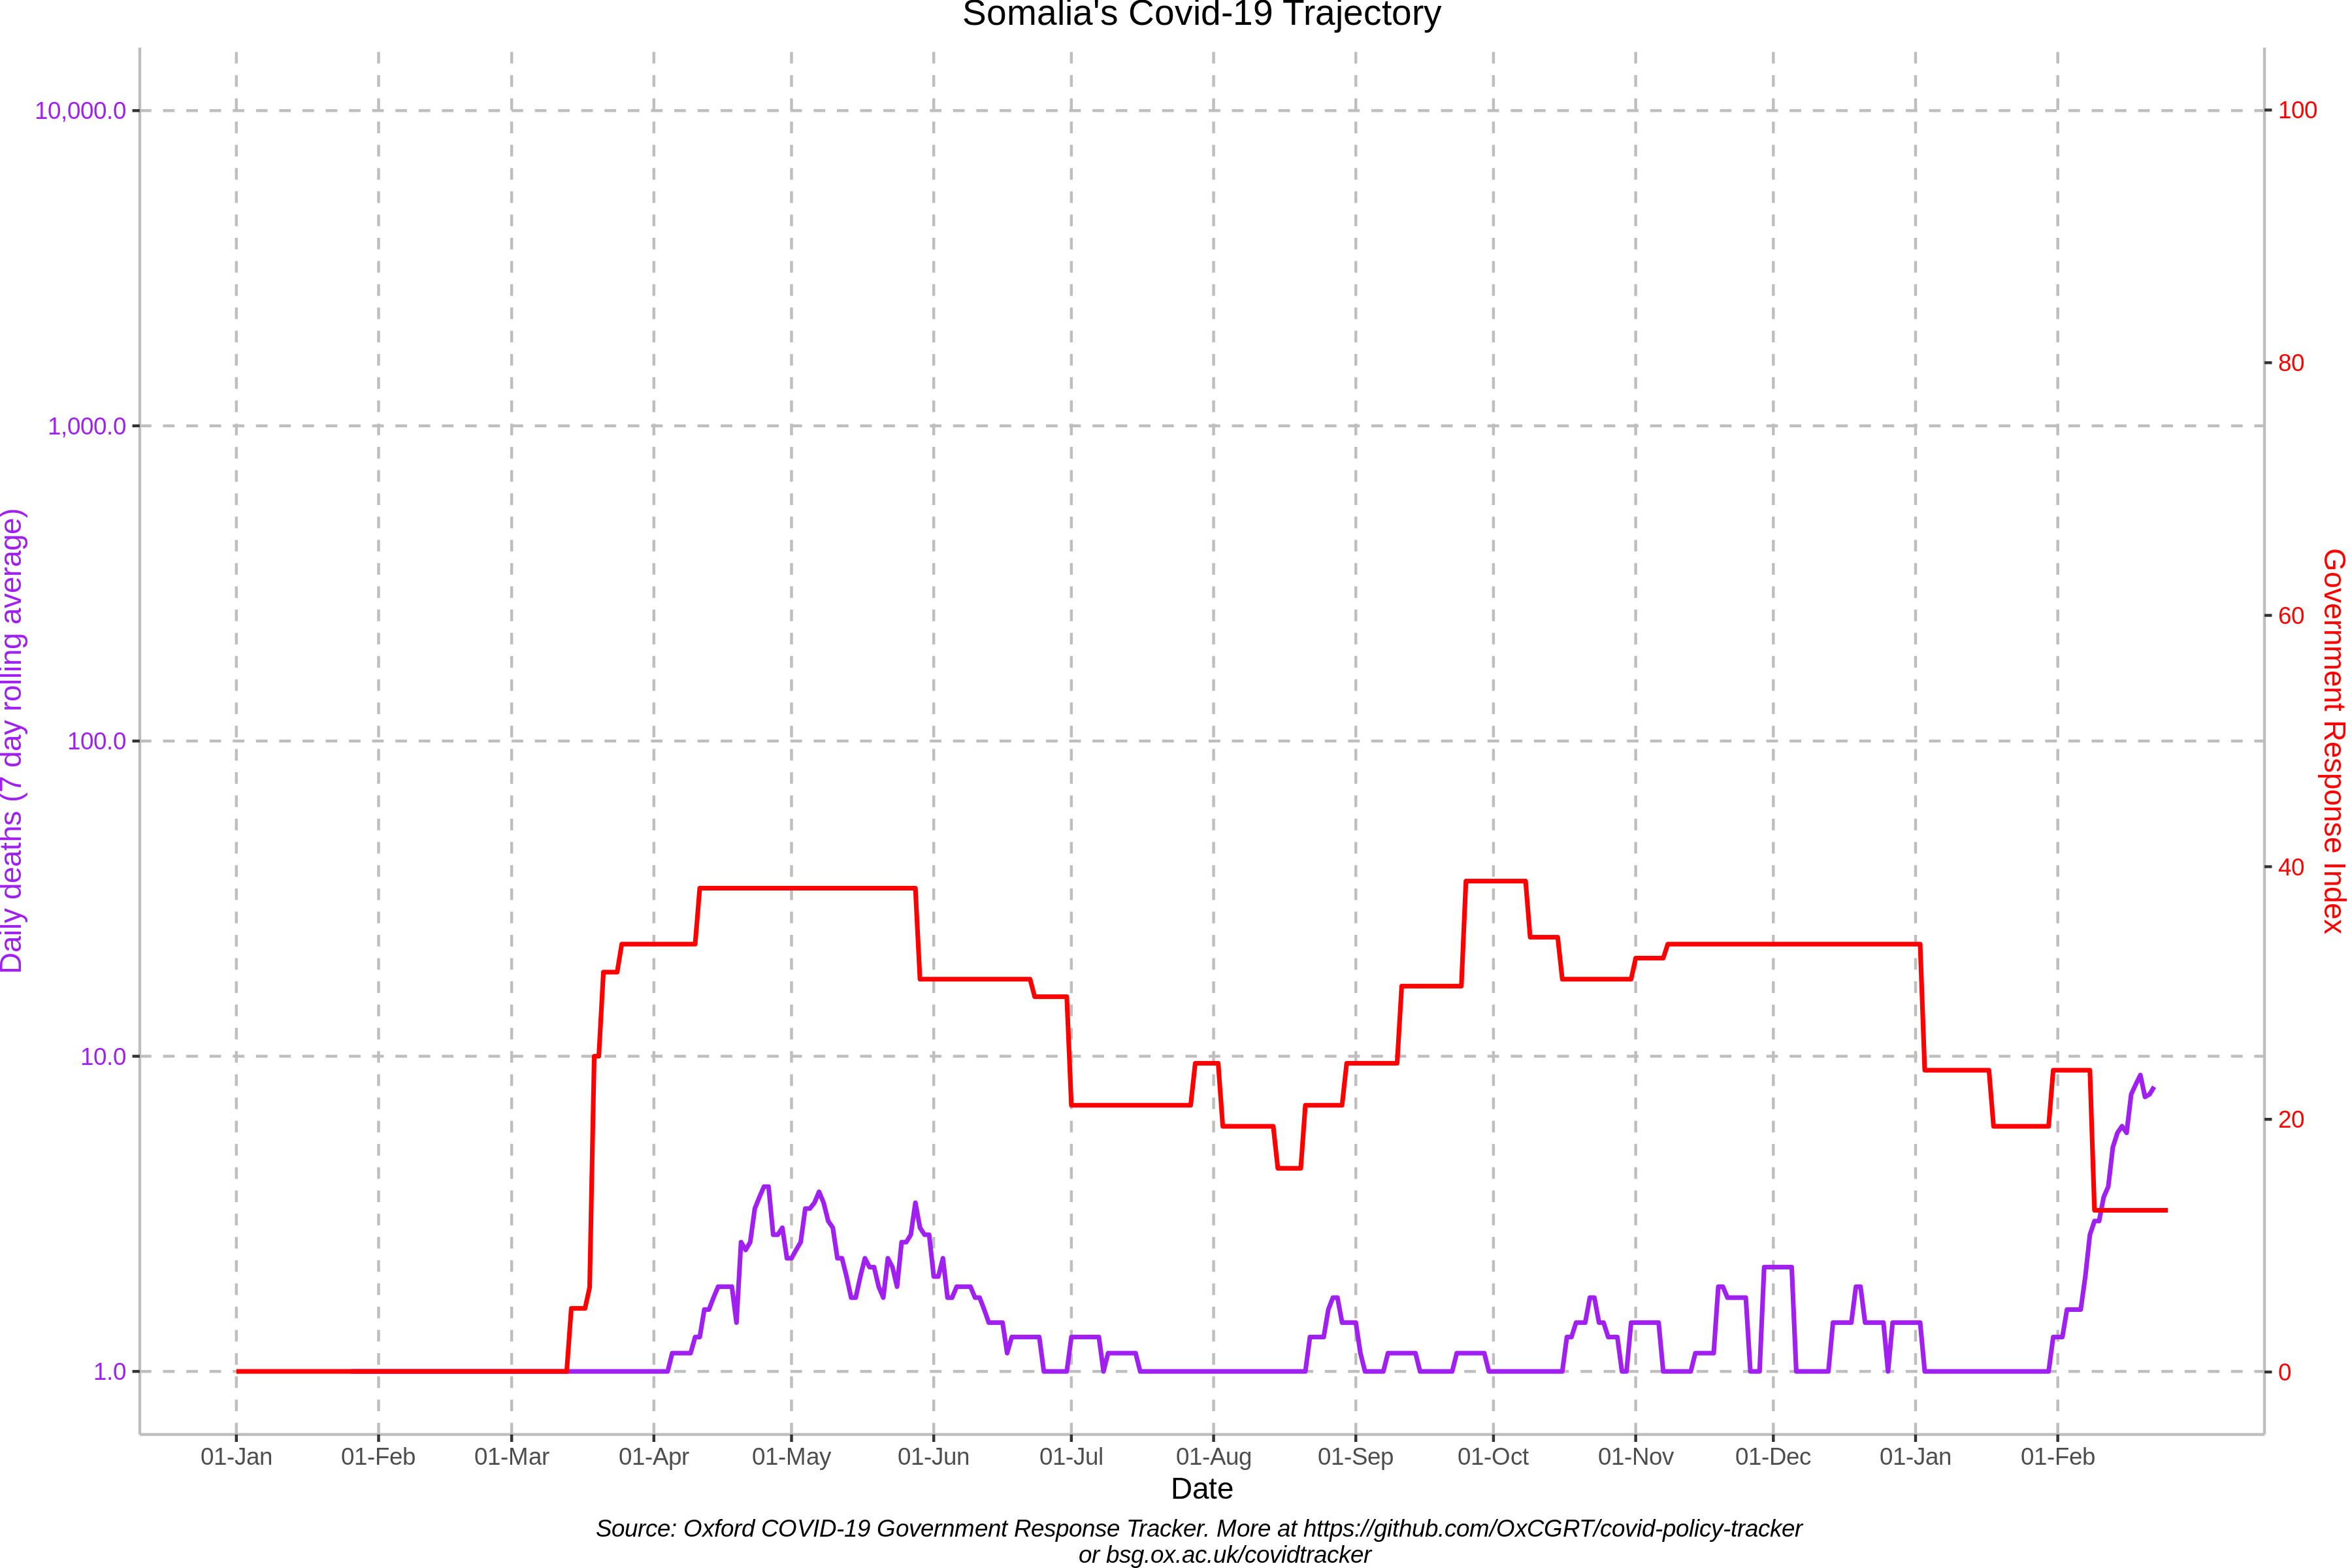 Somalia's Covid-19 Trajectory
Daily deaths (7 day rolling average)
10,000.0
1,000.0
100.0
10.0
1.0
100
80
60
40
20
0
Government Response Index
01-Jan 01-Feb 01-Mar 01-Apr 01-May 01-Jun 01-Jul 01-Aug 01-Sep 01-Oct 01-Nov 01-Dec 01-Jan 01-Feb
Date
Source: Oxford COVID-19 Government Response Tracker. More at https://github.com/OxCGRT/covid-policy-tracker
or bsg.ox.ac.uk/covidtracker